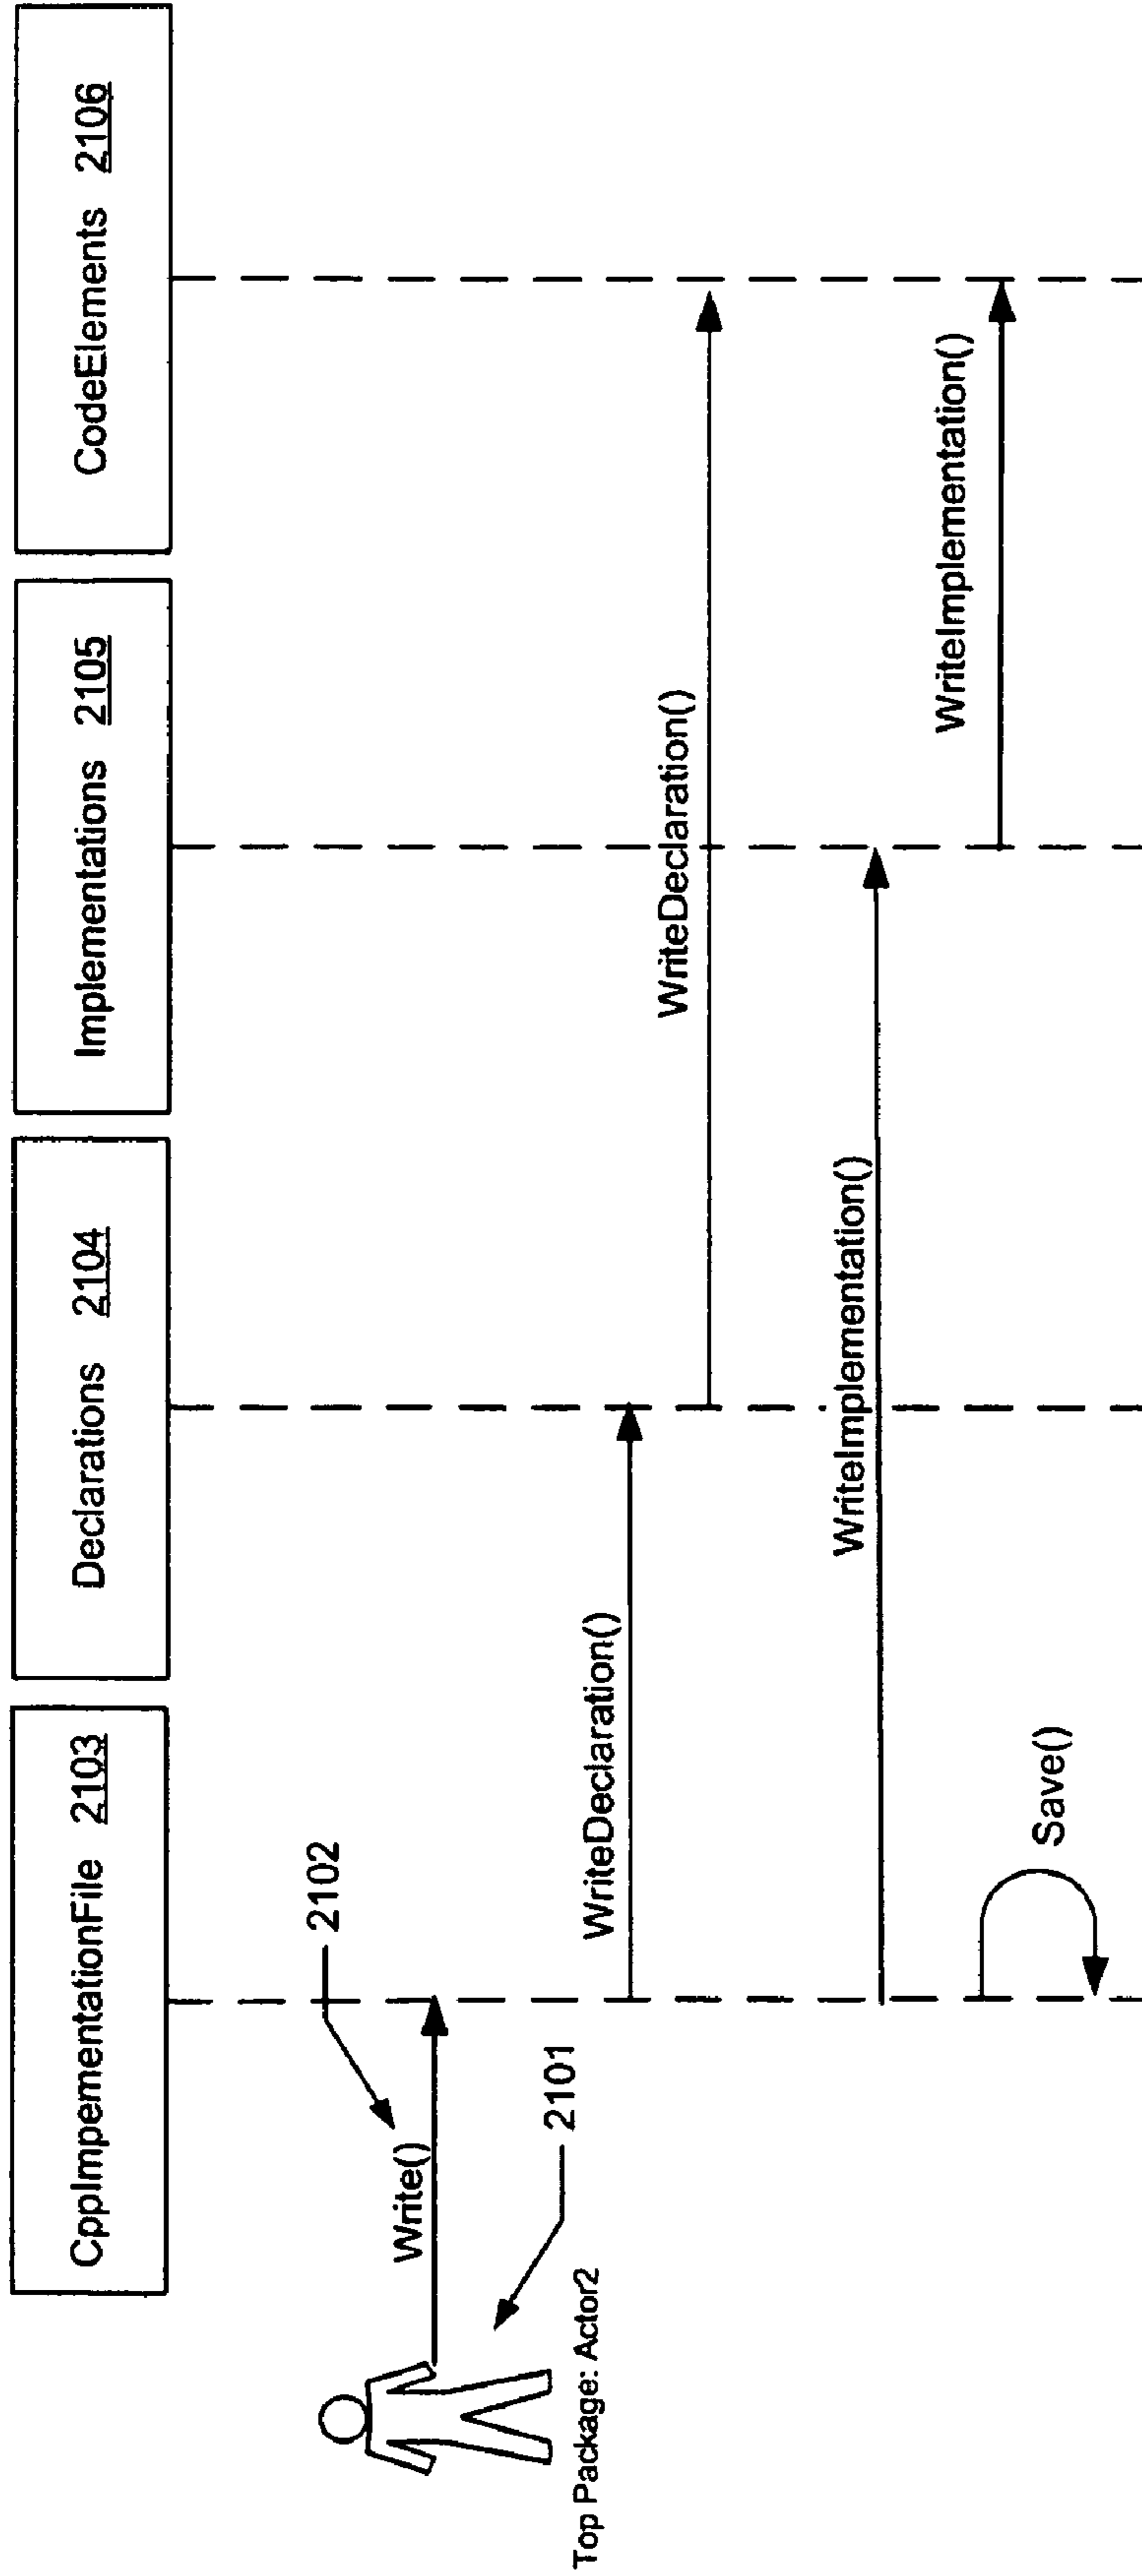 CppImpementationFile 2103
Declarations 2104
Implementations 2105
CodeElements 2106
2102
Write()
2101
Top Package: Actor2
WriteDeclaration()
WriteDeclaration()
WriteImplementation()
WriteImplementation()
Save()